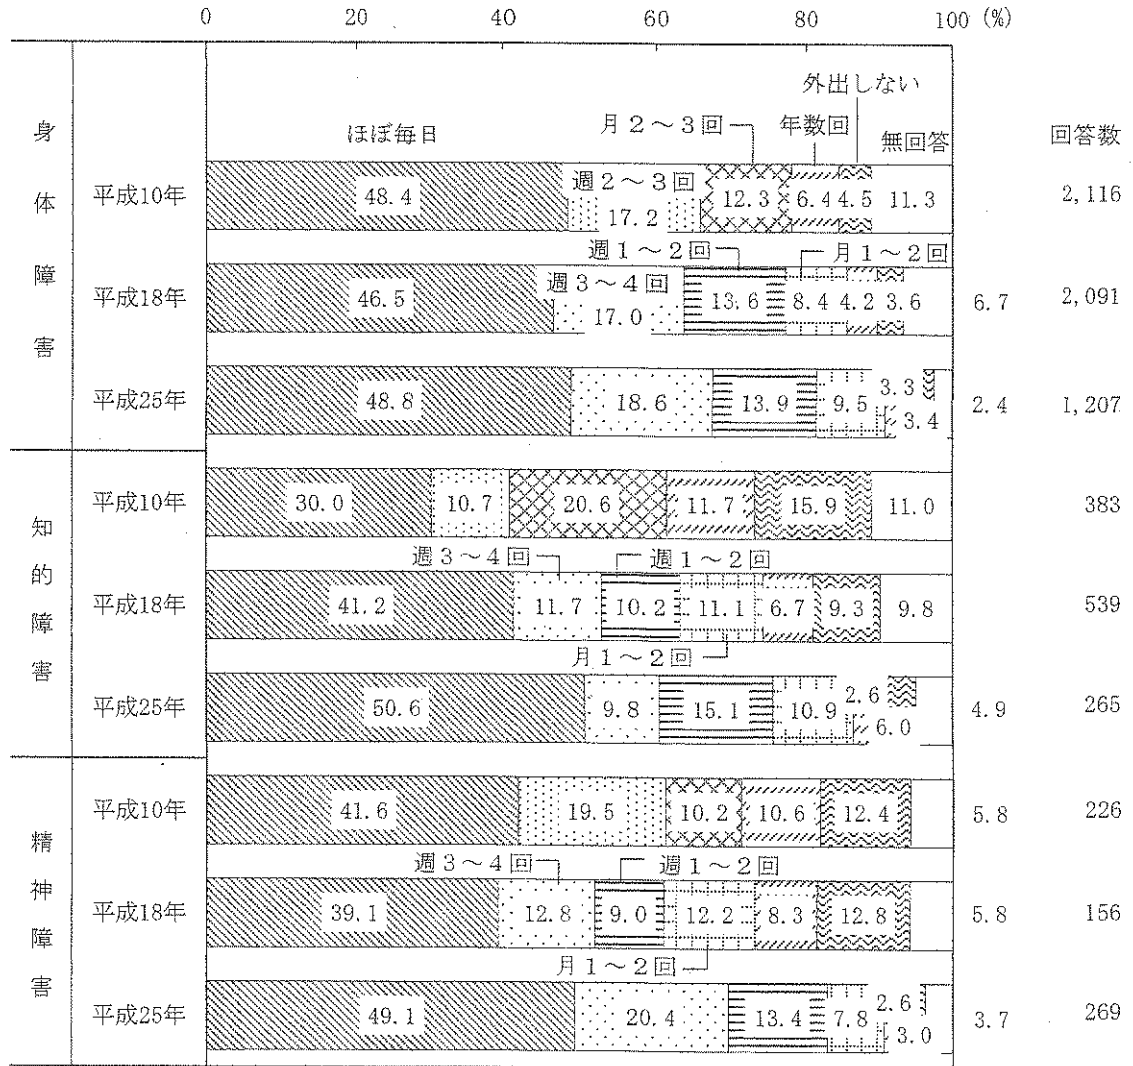 0 20 40 60 80 100 (%)
外出しない
月2～3回 年数回
ほぼ毎日 無回答 回答数
身体障害
平成10年 48.4 週2～3回 17.2 12.3 6.4 4.5 11.3 2,116
週1～2回 月1～2回
平成18年 46.5 週3～4回 17.0 13.6 8.4 4.2 3.6 6.7 2,091
平成25年 48.8 18.6 13.9 9.5 3.3 3.4 2.4 1,207
知的障害
平成10年 30.0 10.7 20.6 11.7 15.9 11.0 383
週3～4回 週1～2回
平成18年 41.2 11.7 10.2 11.1 6.7 9.3 9.8 539
月1～2回
平成25年 50.6 9.8 15.1 10.9 2.6 6.0 4.9 265
精神障害
平成10年 41.6 19.5 10.2 10.6 12.4 5.8 226
週3～4回 週1～2回
平成18年 39.1 12.8 9.0 12.2 8.3 12.8 5.8 156
月1～2回
平成25年 49.1 20.4 13.4 7.8 2.6 3.0 3.7 269